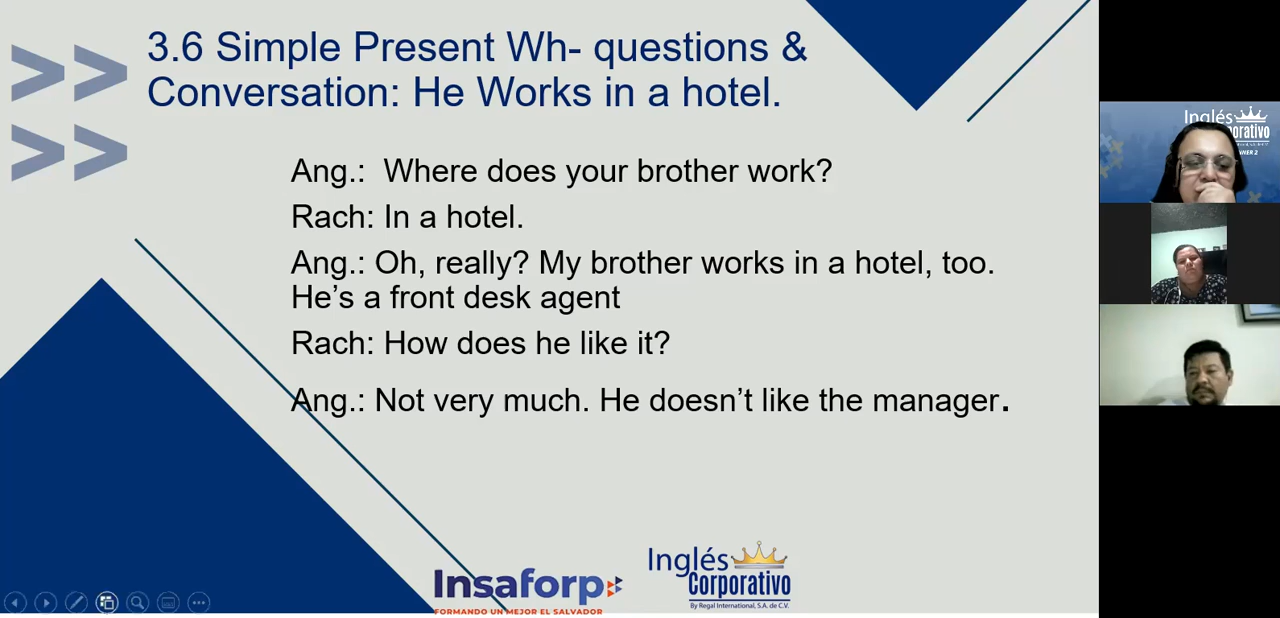 3.6 Simple Present Wh- questions &
Conversation: He Works in a hotel.
Ang.: Where does your brother work?
Rach: In a hotel.
Ang.: Oh, really? My brother works in a hotel, too.
He's a front desk agent
Rach: How does he like it?
Ang.: Not very much. He doesn't like the manager.
Insaforp
FORMANDO UN MEJOR EL SALVADOR
Inglés
Corporativo
By Regal International, S.A. de C.V.
Inglés